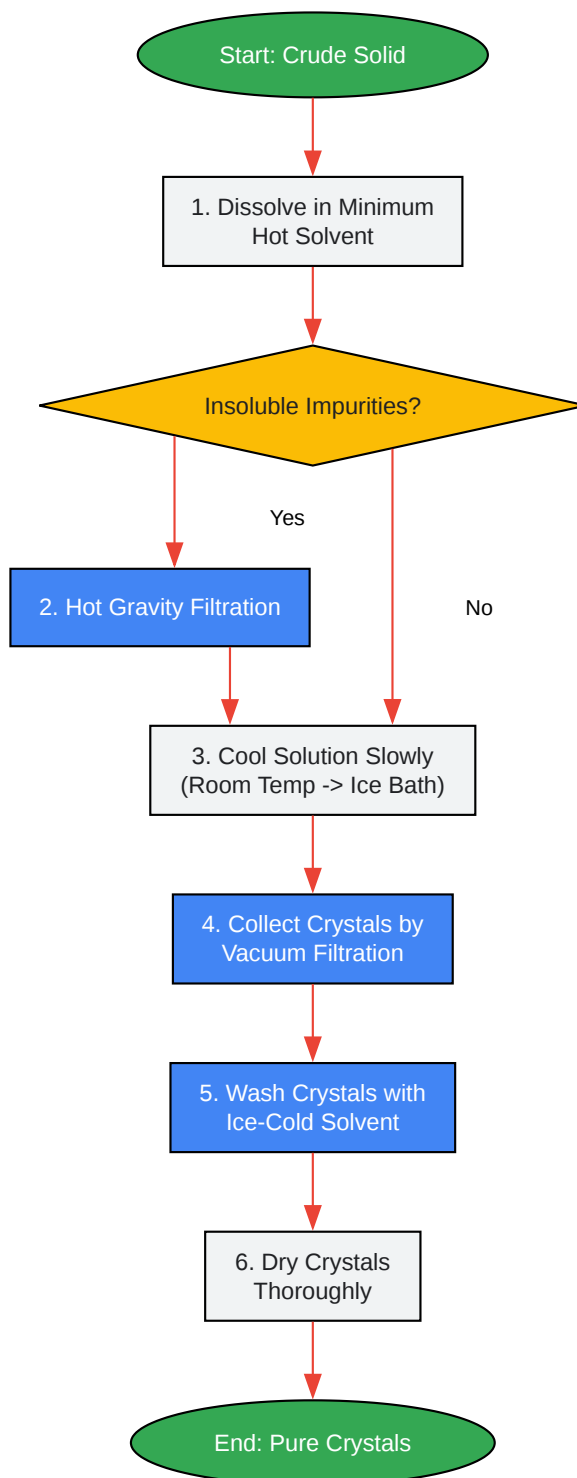 Start: Crude Solid
1. Dissolve in Minimum
Hot Solvent
Insoluble Impurities?
Yes
2. Hot Gravity Filtration
No
3. Cool Solution Slowly
(Room Temp -> Ice Bath)
4. Collect Crystals by
Vacuum Filtration
5. Wash Crystals with
Ice-Cold Solvent
6. Dry Crystals
Thoroughly
End: Pure Crystals